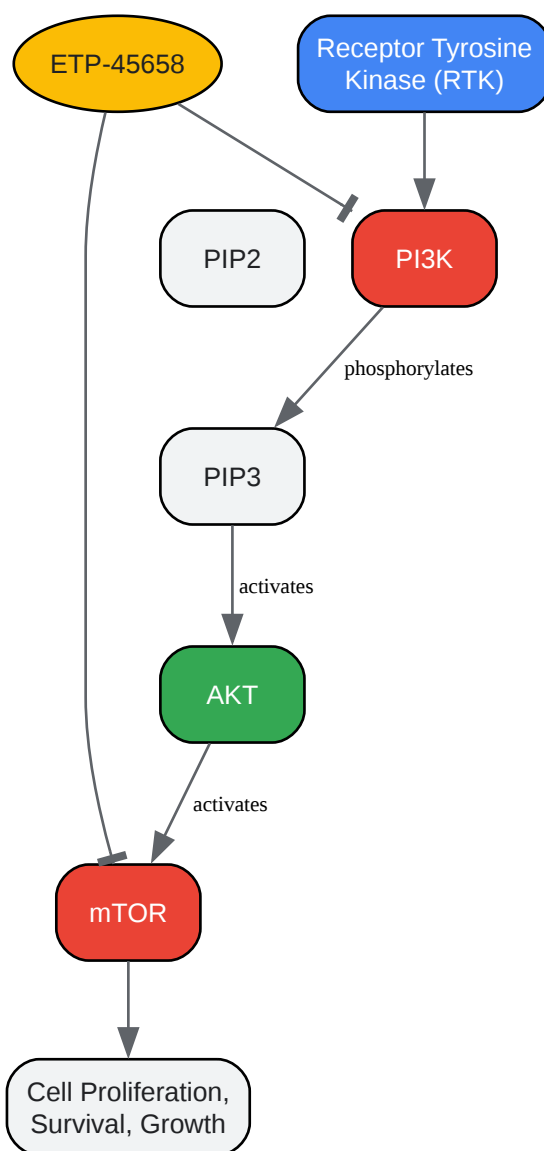 ETP-45658
Receptor Tyrosine
Kinase (RTK)
PIP2
PI3K
phosphorylates
PIP3
activates
AKT
activates
mTOR
Cell Proliferation,
Survival, Growth